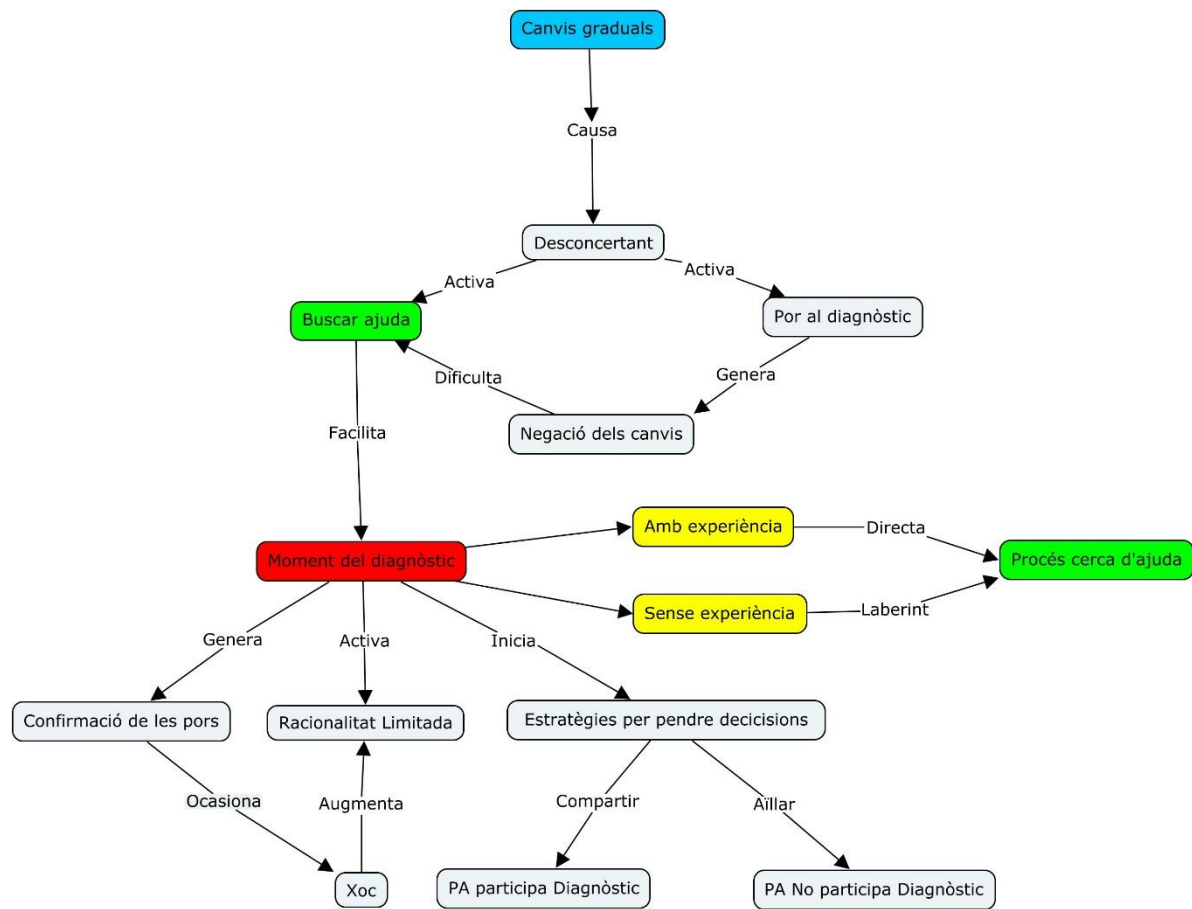 Canvis graduals
Causa
Desconcertant
Activa
Activa
Buscar ajuda
Por al diagnòstic
Dificulta
Genera
Negació dels canvis
Facilita
Amb experiència
Directa
Moment del diagnòstic
Procés cerca d'ajuda
Sense experiència
Laberint
Genera
Activa
Inicia
Confirmació de les pors
Racionalitat Limitada
Estratègies per pendre decicisions
Ocasiona
Augmenta
Compartir
Aïllar
Xoc
PA participa Diagnòstic
PA No participa Diagnòstic